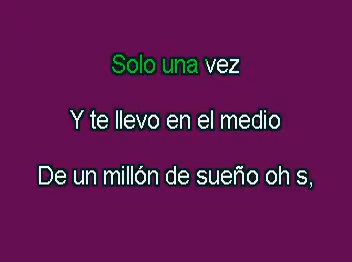 Solo una vez
Y te llevo en el medio
De un millón de sueño oh s,